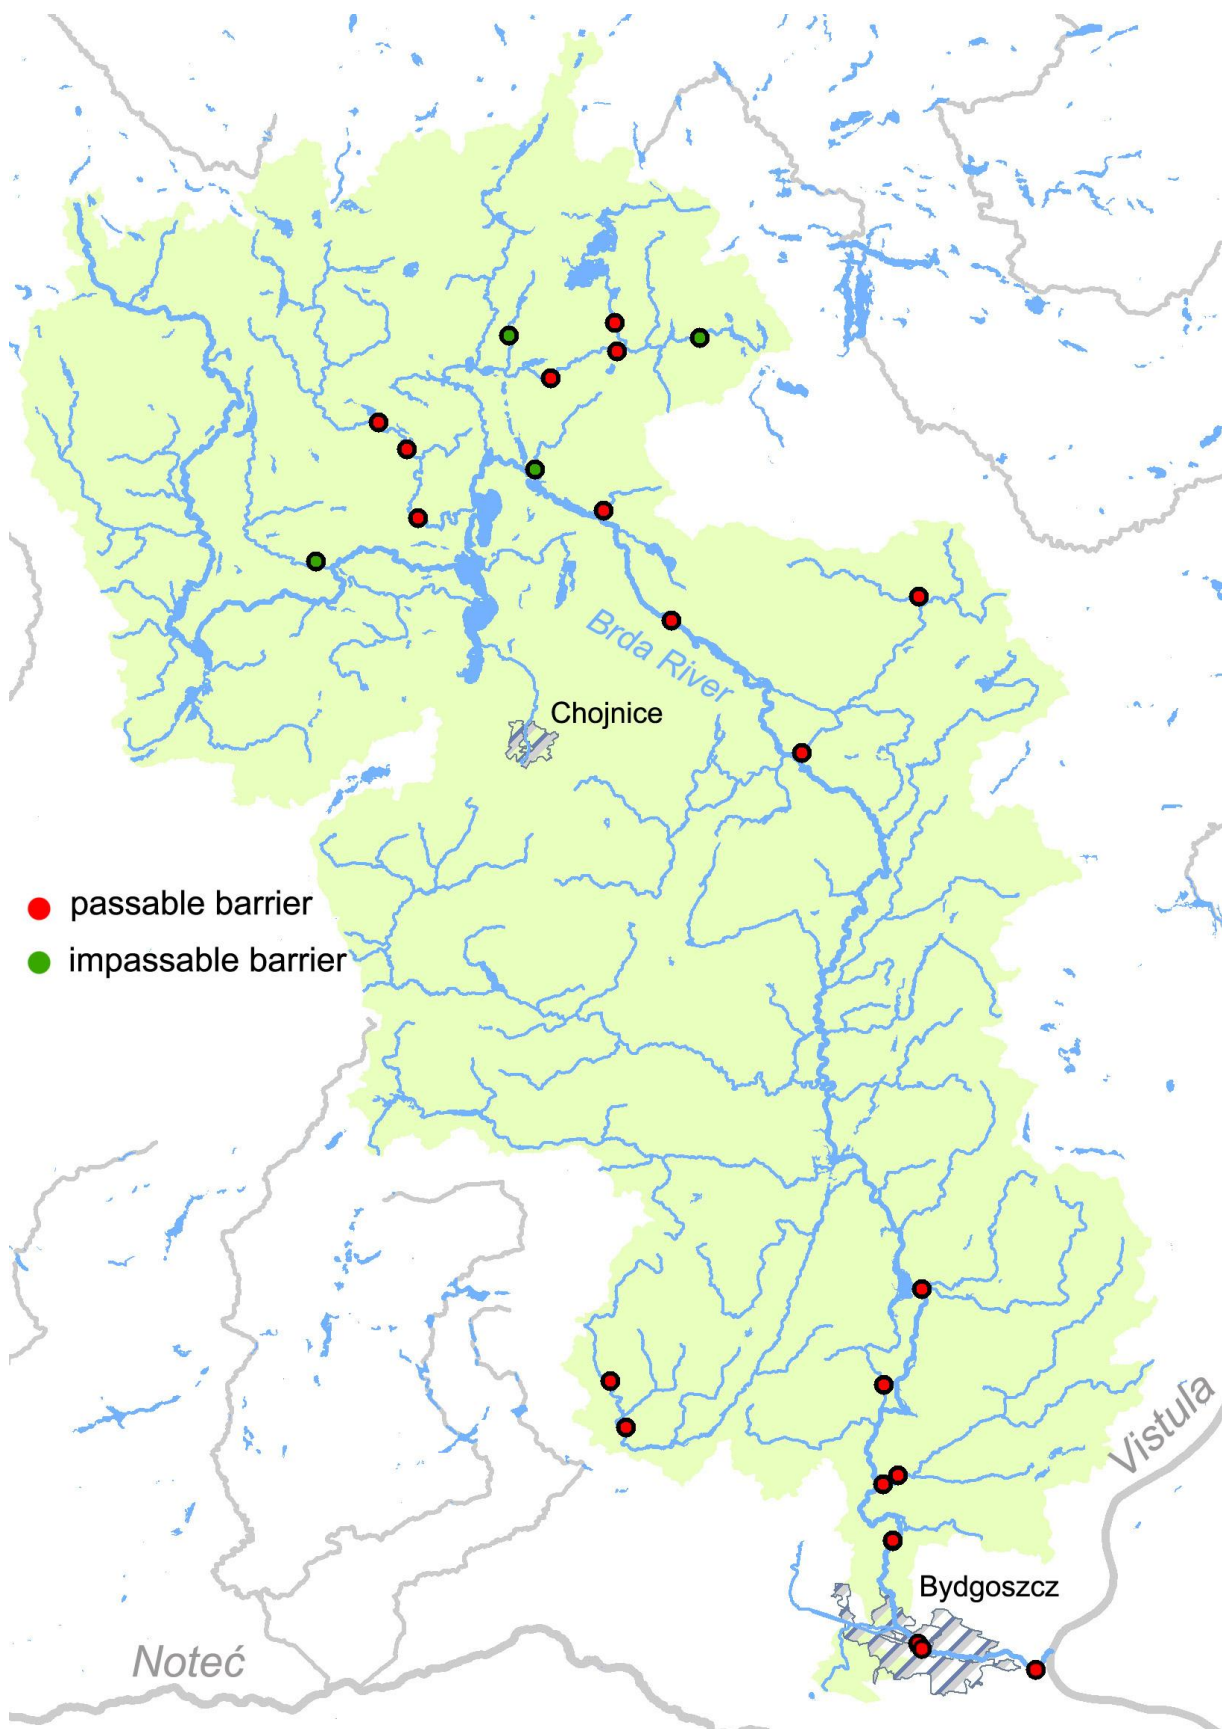 Brda River
Chojnice
passable barrier
impassable barrier
Vistula
Bydgoszcz
Noteć